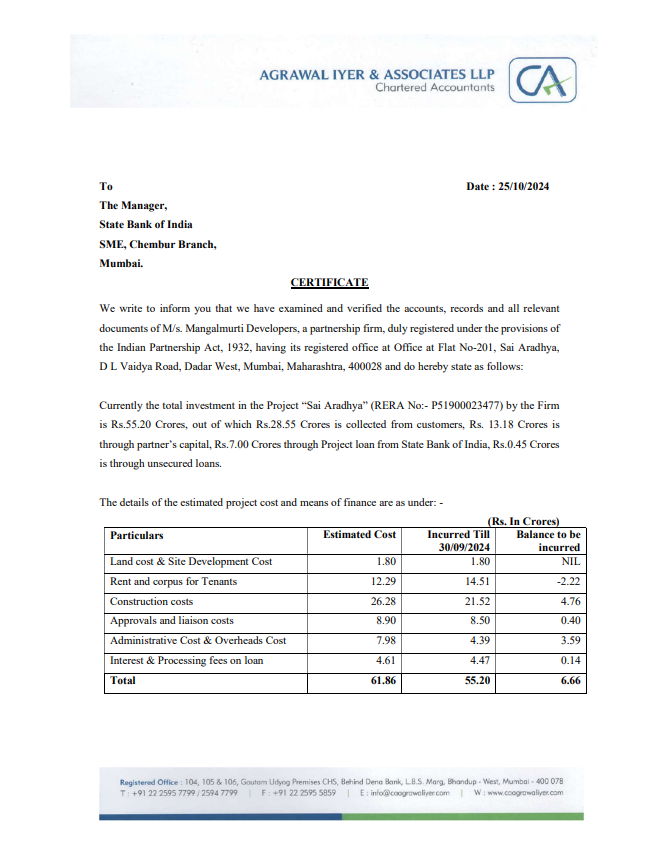 AGRAWAL IYER & ASSOCIATES LLP
Chartered Accountants
CA
To Date : 25/10/2024
The Manager,
State Bank of India
SME, Chembur Branch,
Mumbai.
CERTIFICATE
We write to inform you that we have examined and verified the accounts, records and all relevant
documents of M/s. Mangalmurti Developers, a partnership firm, duly registered under the provisions of
the Indian Partnership Act, 1932, having its registered office at Office at Flat No-201, Sai Aradhya,
D L Vaidya Road, Dadar West, Mumbai, Maharashtra, 400028 and do hereby state as follows:
Currently the total investment in the Project “Sai Aradhya” (RERA No:- P51900023477) by the Firm
is Rs.55.20 Crores, out of which Rs.28.55 Crores is collected from customers, Rs. 13.18 Crores is
through partner’s capital, Rs.7.00 Crores through Project loan from State Bank of India, Rs.0.45 Crores
is through unsecured loans.
The details of the estimated project cost and means of finance are as under: -
(Rs. In Crores)
Particulars Estimated Cost Incurred Till Balance to be
30/09/2024 incurred
Land cost & Site Development Cost 1.80 1.80 NIL
Rent and corpus for Tenants 12.29 14.51 -2.22
Construction costs 26.28 21.52 4.76
Approvals and liaison costs 8.90 8.50 0.40
Administrative Cost & Overheads Cost 7.98 4.39 3.59
Interest & Processing fees on loan 4.61 4.47 0.14
Total 61.86 55.20 6.66
Registered Office : 104, 105 & 106, Gautam Udyog Premises CHS, Behind Dena Bank, L.B.S. Marg, Bhandup - West, Mumbai - 400 078
T : +91 22 2595 7799 / 2594 7799 | F : +91 22 2595 5859 | E : info@caagrawaliyer.com | W : www.caagrawaliyer.com